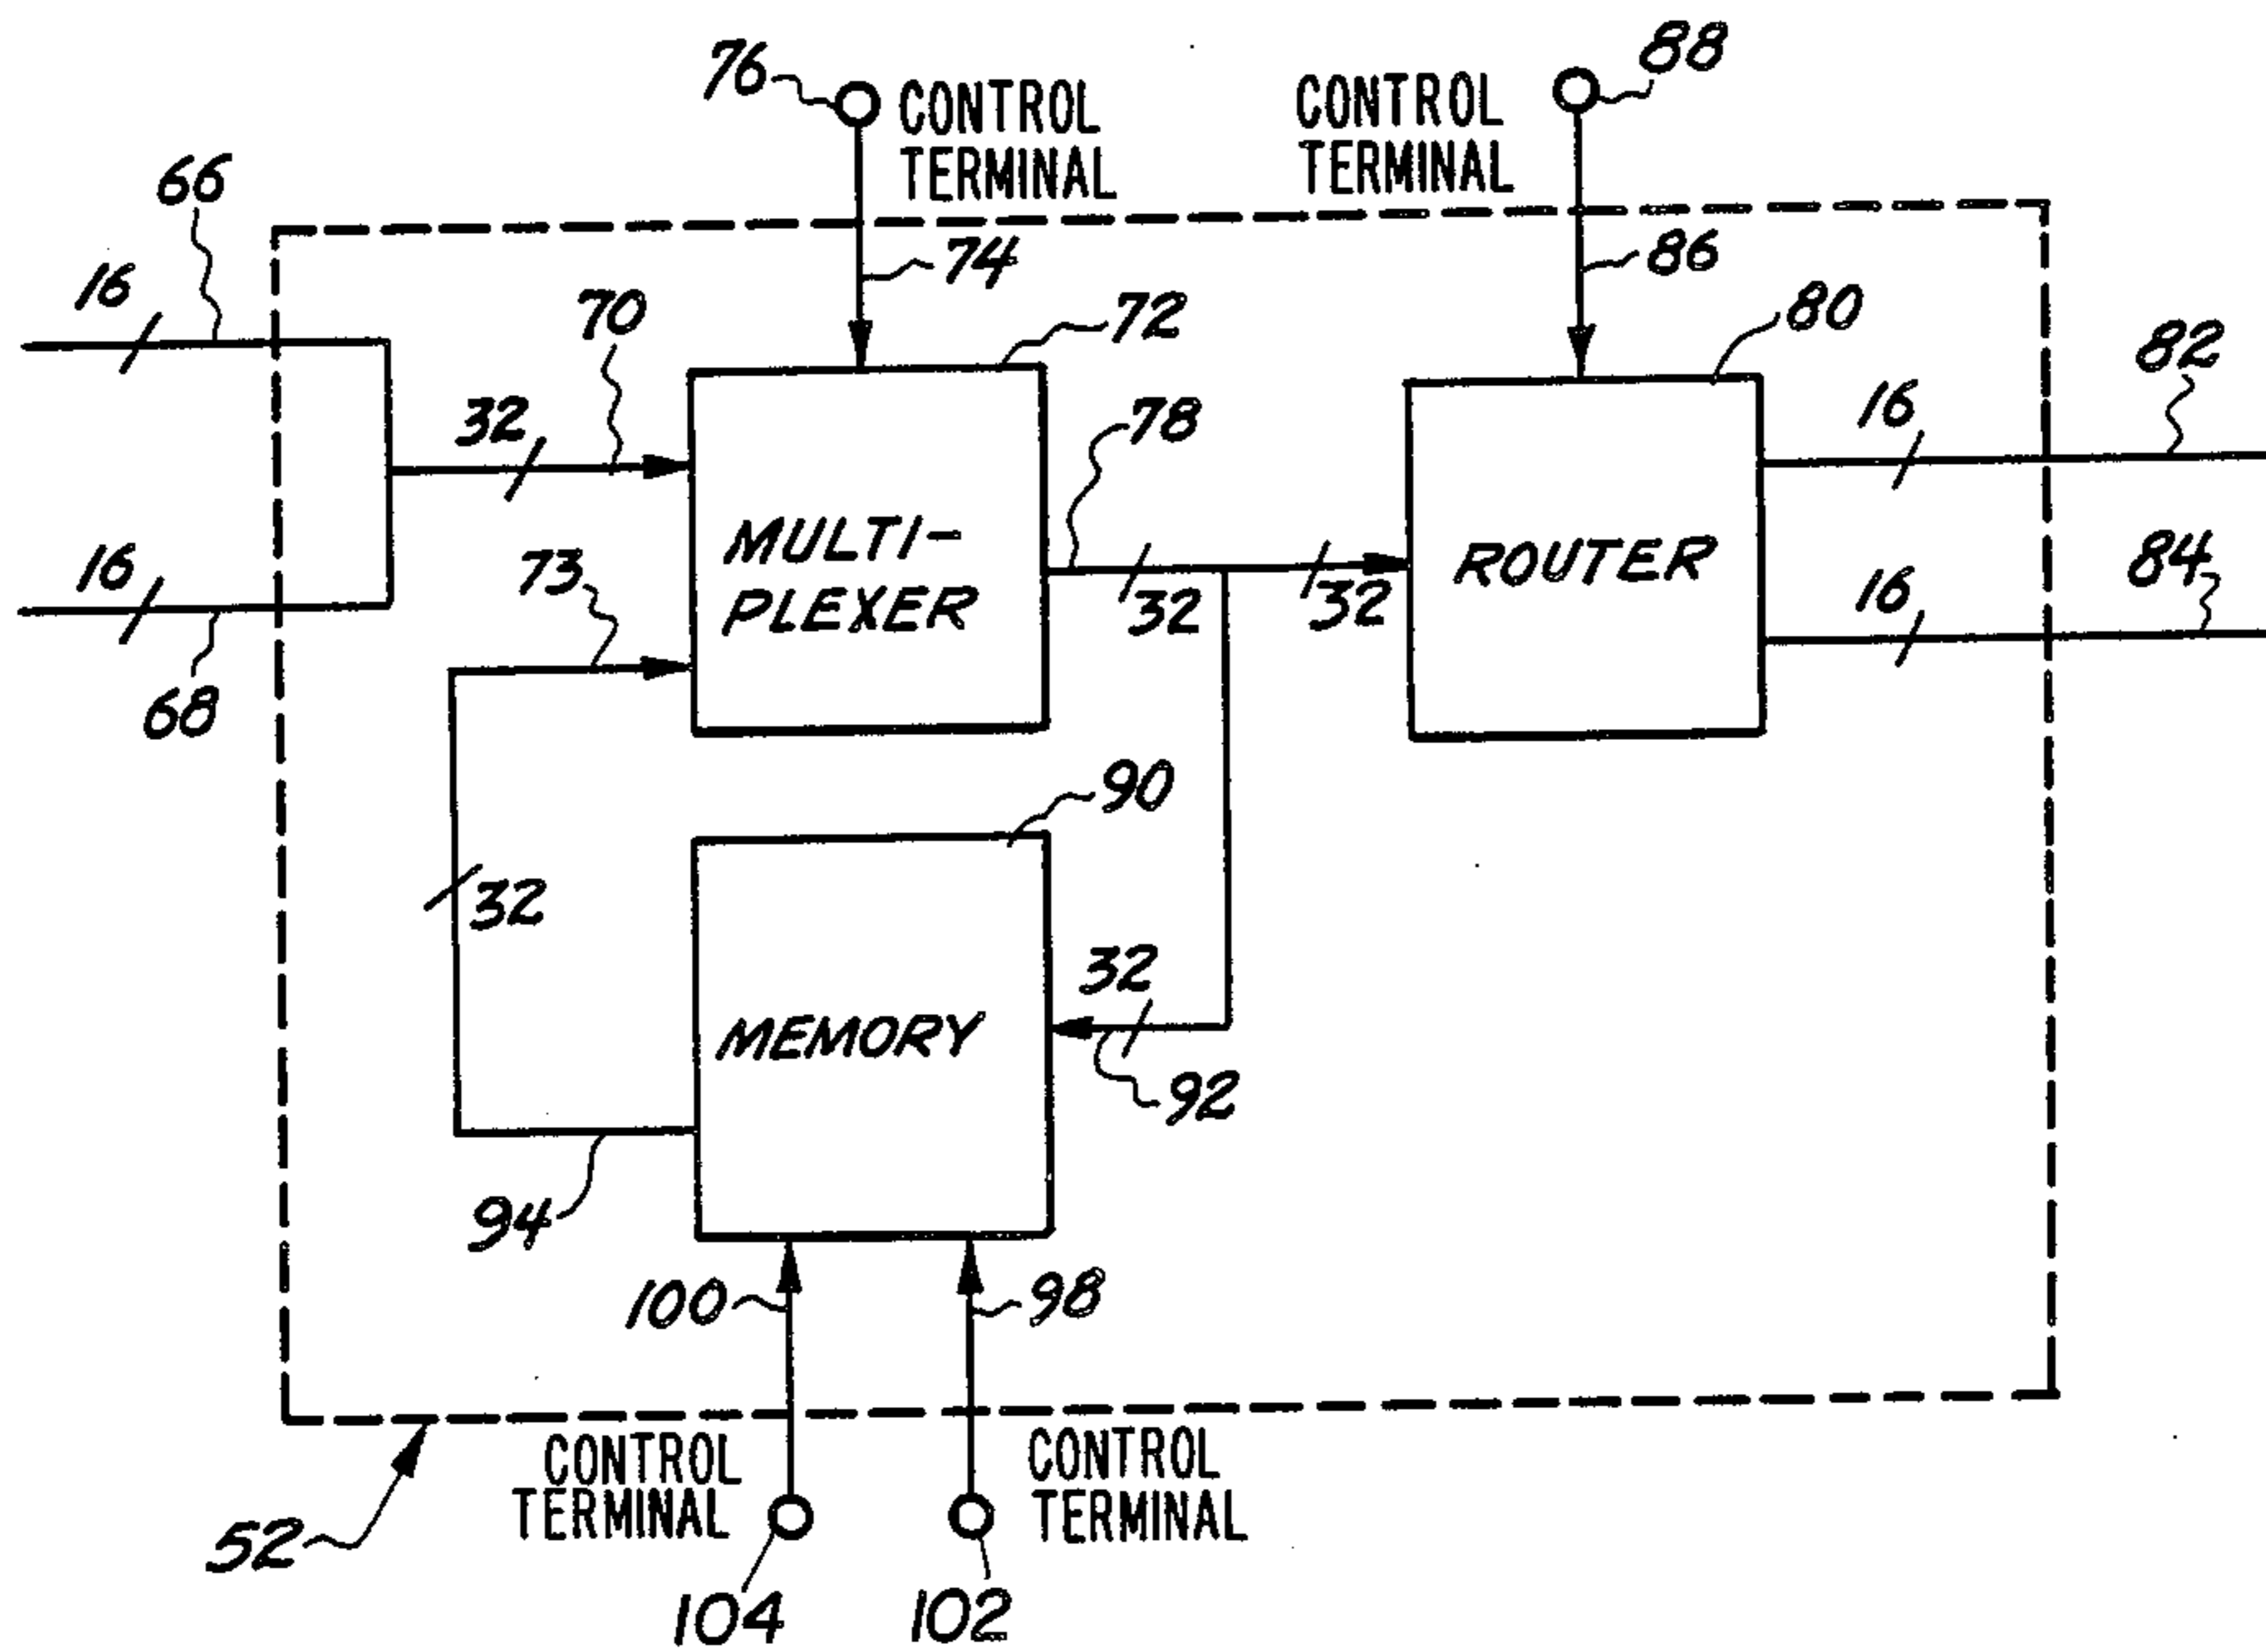 76
CONTROL
TERMINAL
CONTROL
TERMINAL
88
66
16
74
86
70
72
80
82
32
78
16
16
73
MULTI-
PLEXER
32
32
ROUTER
84
16
68
90
32
MEMORY
32
92
94
100
98
CONTROL
TERMINAL
CONTROL
TERMINAL
52
104
102